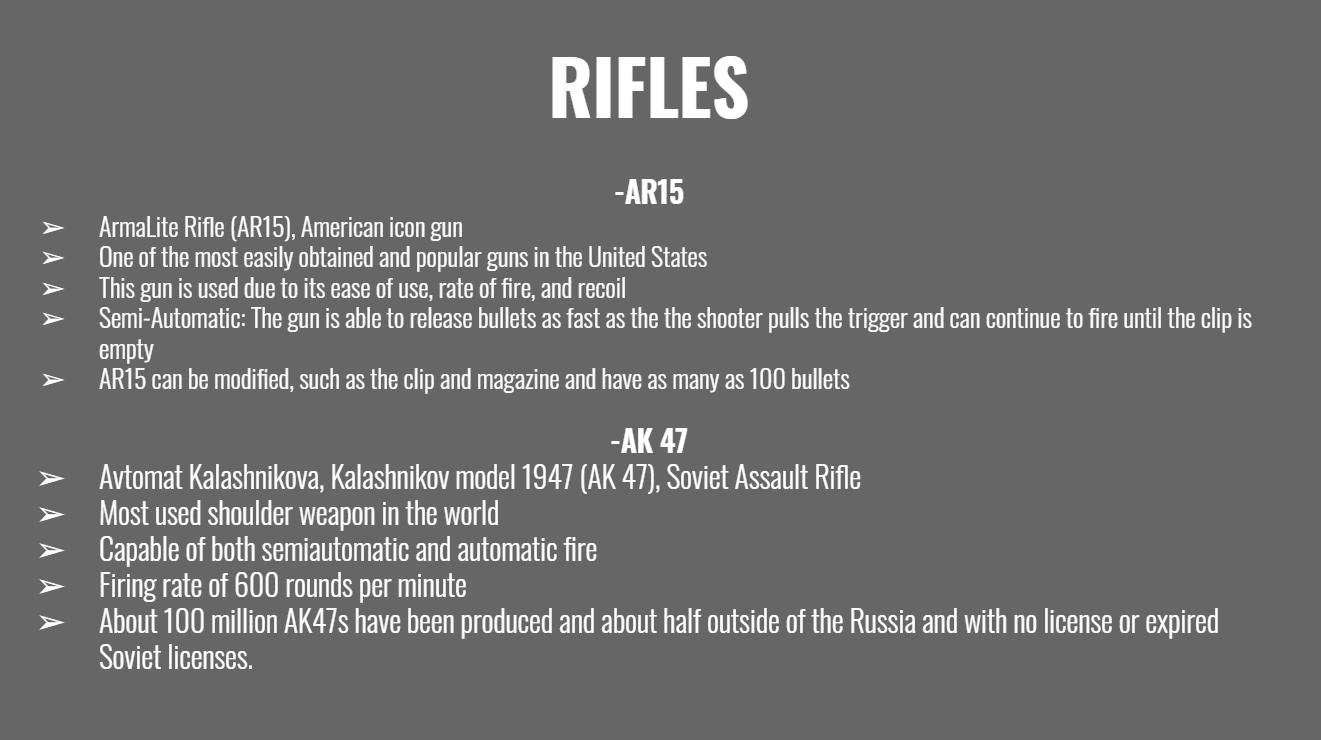 RIFLES
-AR15
➢ ArmaLite Rifle (AR15), American icon gun
➢ One of the most easily obtained and popular guns in the United States
➢ This gun is used due to its ease of use, rate of fire, and recoil
➢ Semi-Automatic: The gun is able to release bullets as fast as the the shooter pulls the trigger and can continue to fire until the clip is
empty
➢ AR15 can be modified, such as the clip and magazine and have as many as 100 bullets
-AK 47
➢ Avtomat Kalashnikova, Kalashnikov model 1947 (AK 47), Soviet Assault Rifle
➢ Most used shoulder weapon in the world
➢ Capable of both semiautomatic and automatic fire
➢ Firing rate of 600 rounds per minute
➢ About 100 million AK47s have been produced and about half outside of the Russia and with no license or expired
Soviet licenses.